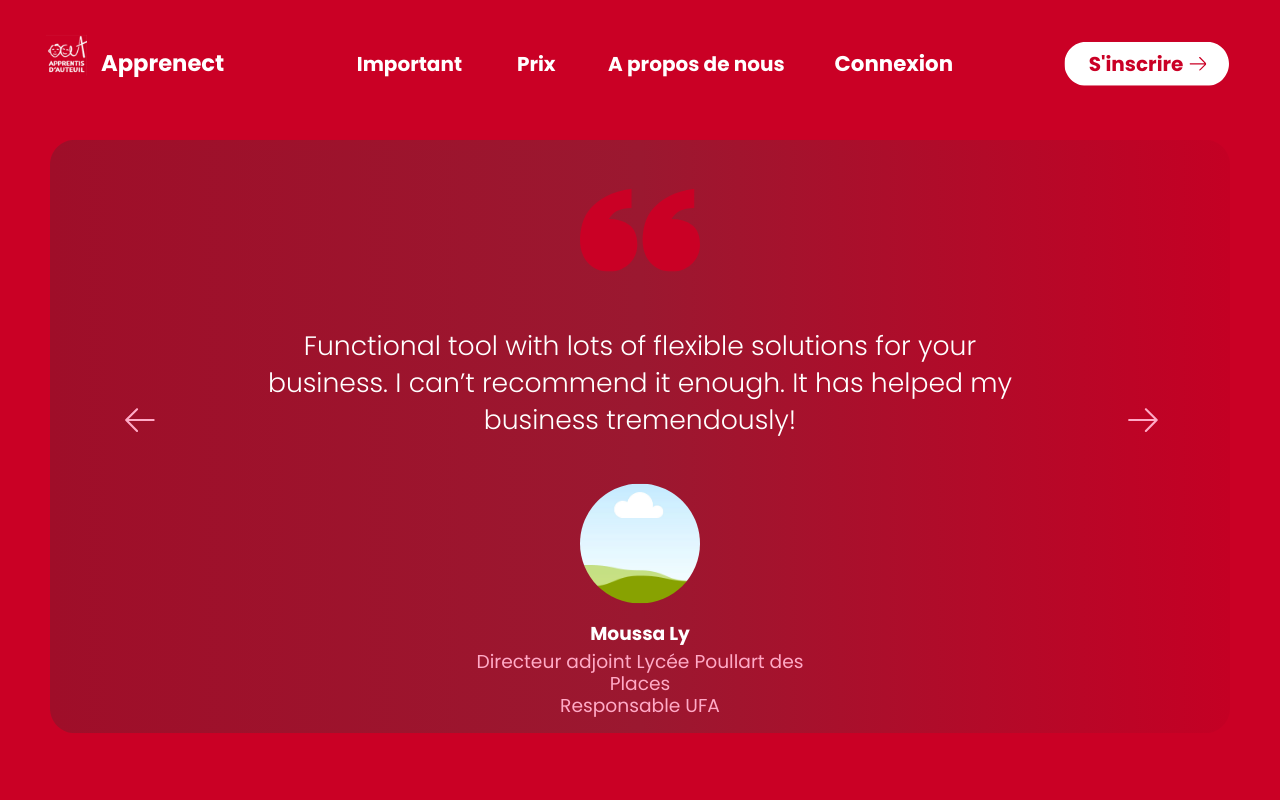 APPRENTIS
D'AUTEUIL
Apprenect
Important
Prix
A propos de nous
Connexion
S'inscrire
Functional tool with lots of flexible solutions for your
business. I can’t recommend it enough. It has helped my
business tremendously!
Moussa Ly
Directeur adjoint Lycée Poullart des
Places
Responsable UFA